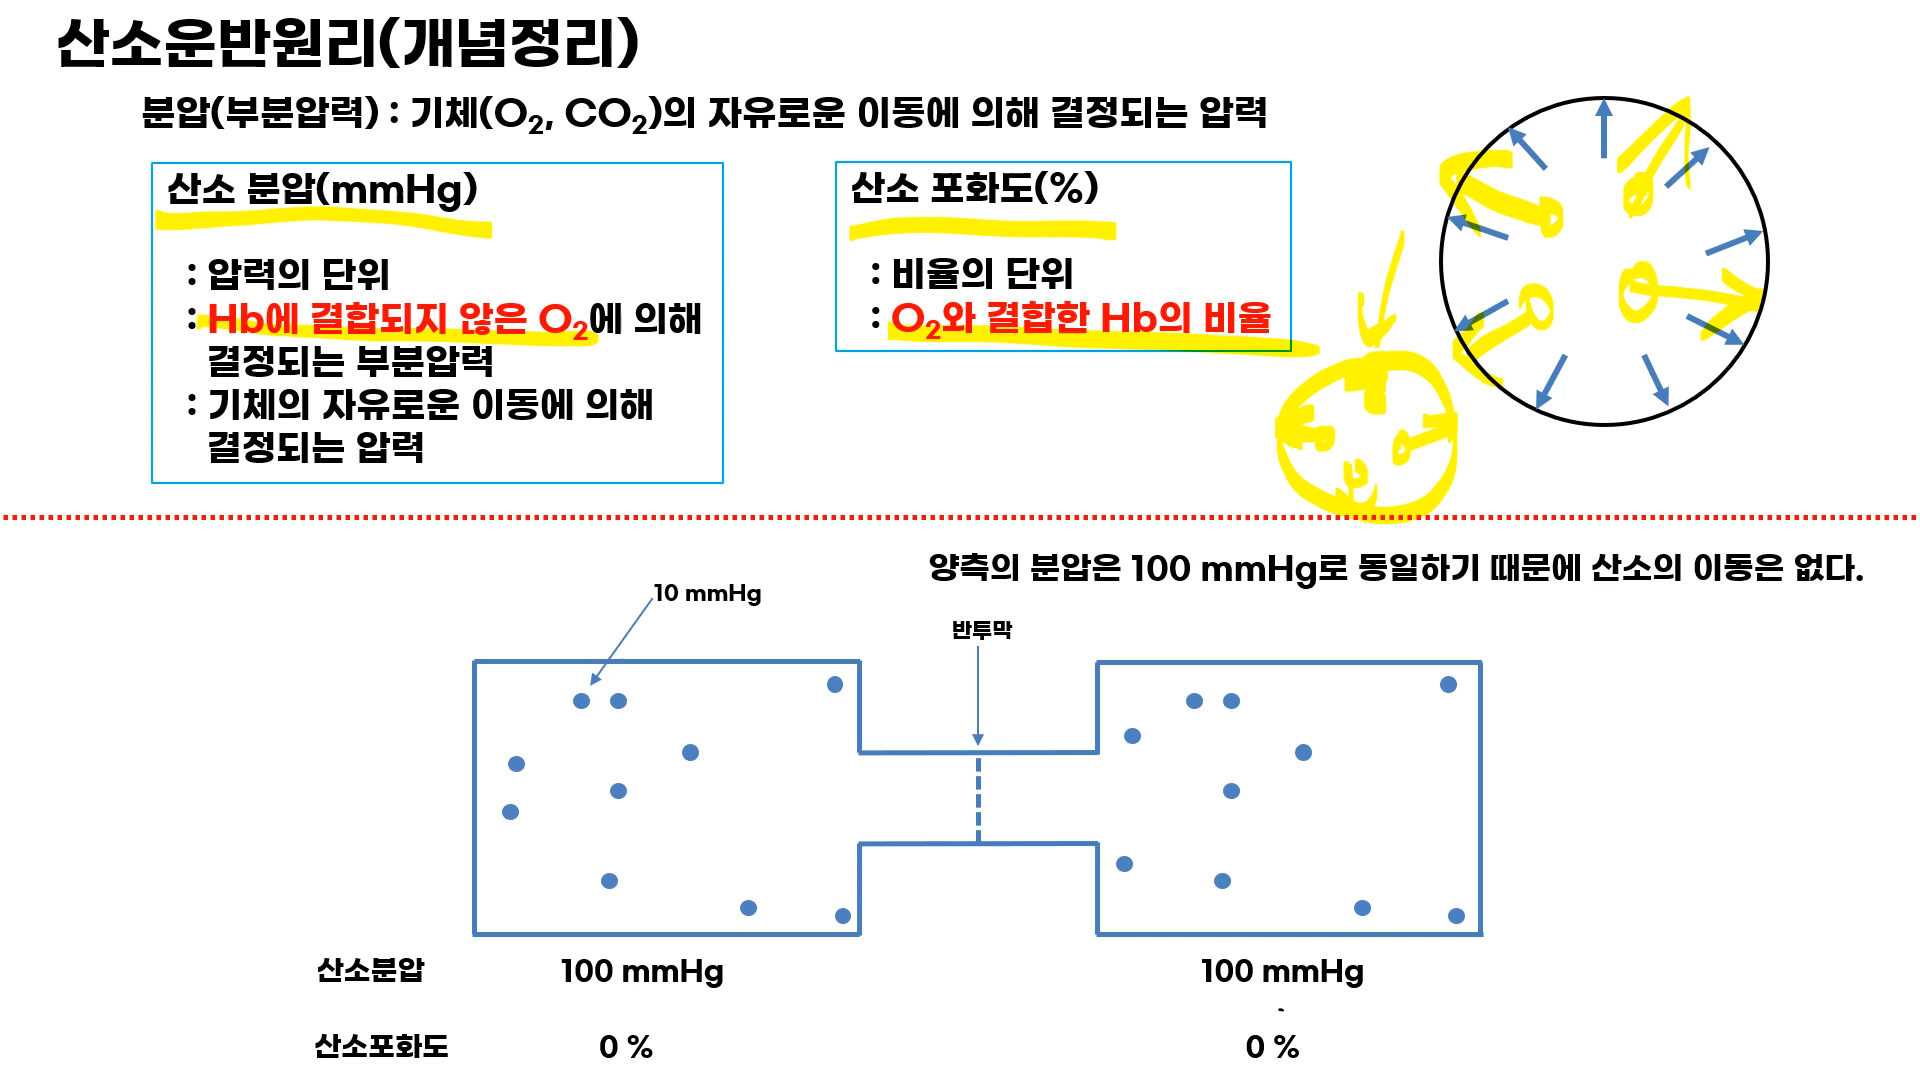 산소운반원리(개념정리)
분압(부분압력) : 기체(O₂, CO₂)의 자유로운 이동에 의해 결정되는 압력
산소 분압(mmHg)
: 압력의 단위
: Hb에 결합되지 않은 O₂에 의해
결정되는 부분압력
: 기체의 자유로운 이동에 의해
결정되는 압력
산소 포화도(%)
: 비율의 단위
: O₂와 결합한 Hb의 비율
양측의 분압은 100 mmHg로 동일하기 때문에 산소의 이동은 없다.
10 mmHg
반투막
산소분압 100 mmHg 100 mmHg
산소포화도 0 % 0 %